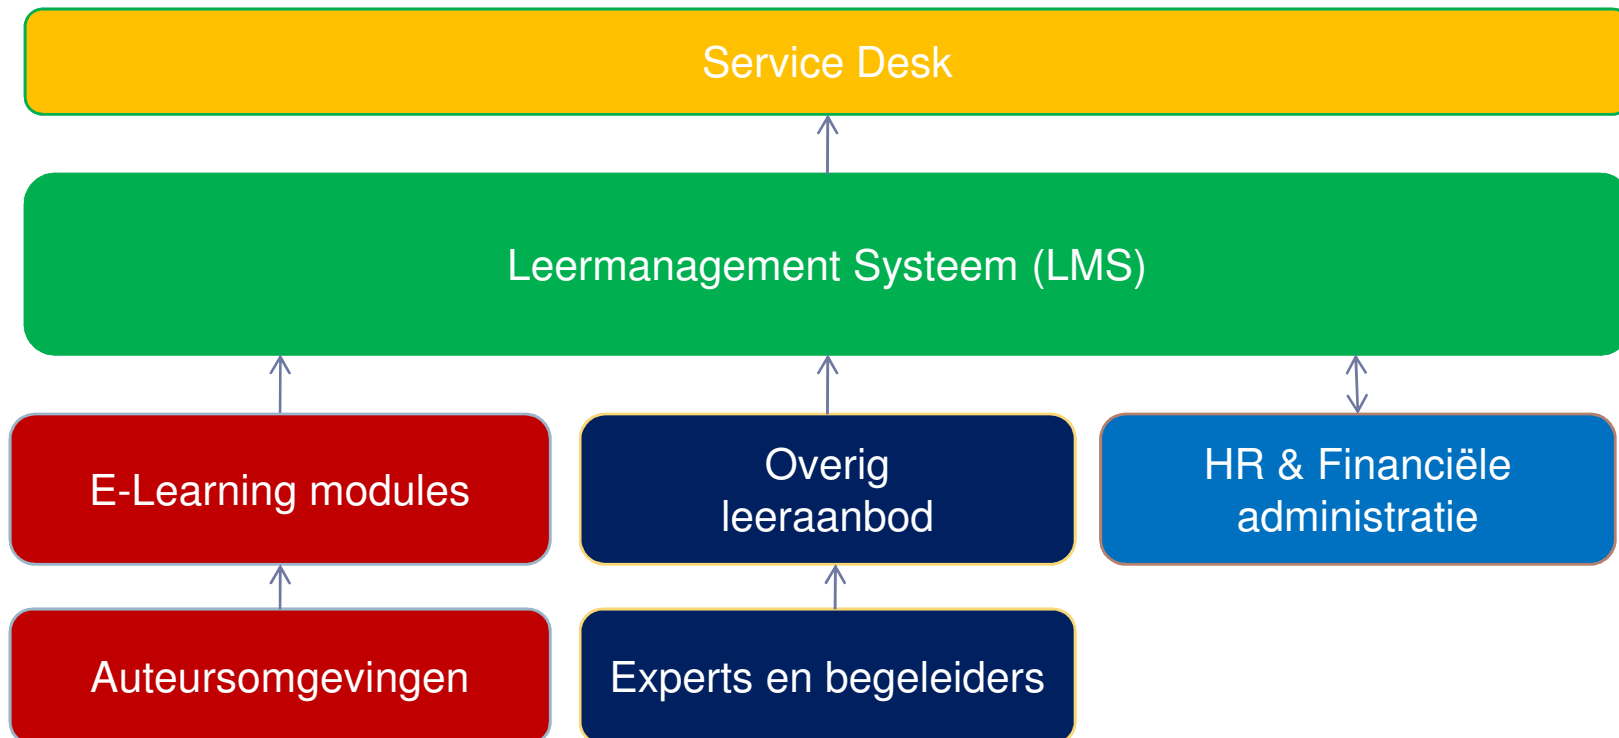 Service Desk
Leermanagement Systeem (LMS)
E-Learning modules
Overig
leeraanbod
HR & Financiële
administratie
Auteursomgevingen
Experts en begeleiders